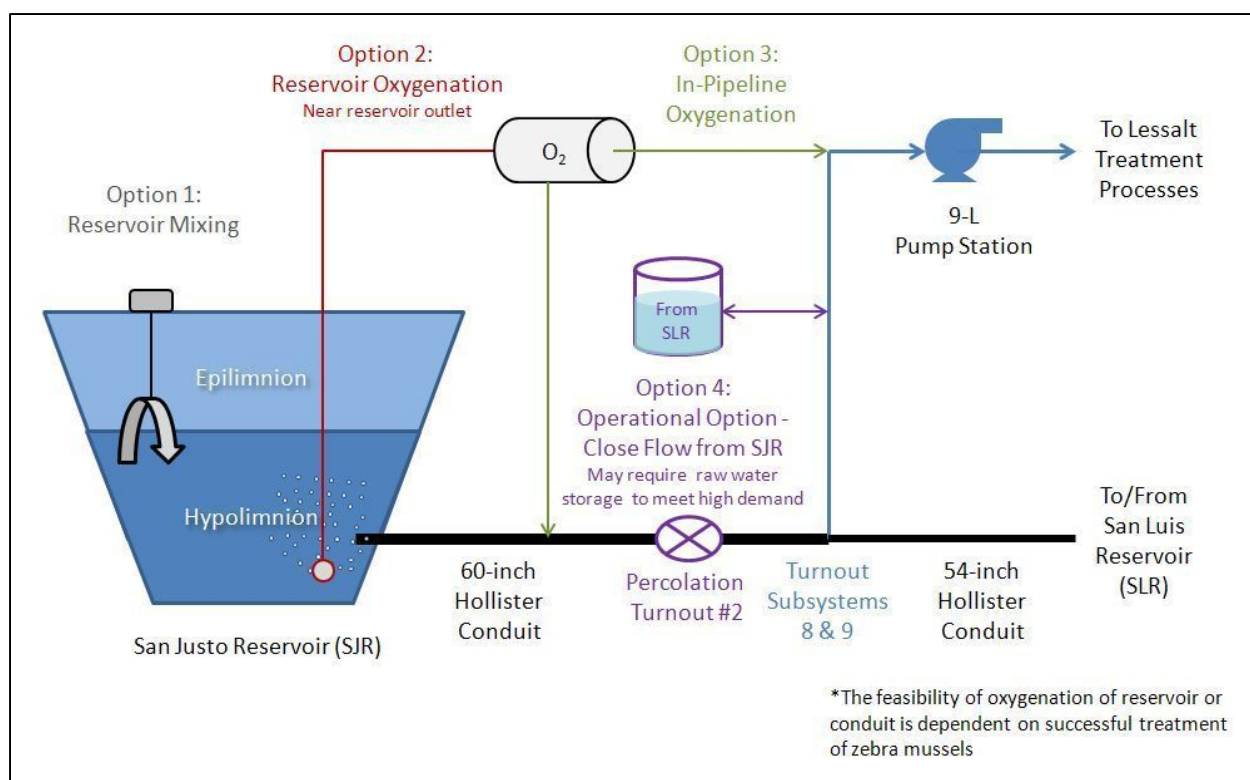 Option 2:
Reservoir Oxygenation
Near reservoir outlet
Option 3:
In-Pipeline
Oxygenation
O2
To Lessalt
Treatment
Processes
Option 1:
Reservoir Mixing
9-L
Pump Station
From
SLR
Epilimnion
Option 4:
Operational Option -
Close Flow from SJR
May require raw water
storage to meet high demand
Hypolimnion
To/From
San Luis
Reservoir
(SLR)
60-inch
Hollister
Conduit
Percolation
Turnout #2
Turnout
Subsystems
8 & 9
54-inch
Hollister
Conduit
San Justo Reservoir (SJR)
*The feasibility of oxygenation of reservoir or
conduit is dependent on successful treatment
of zebra mussels